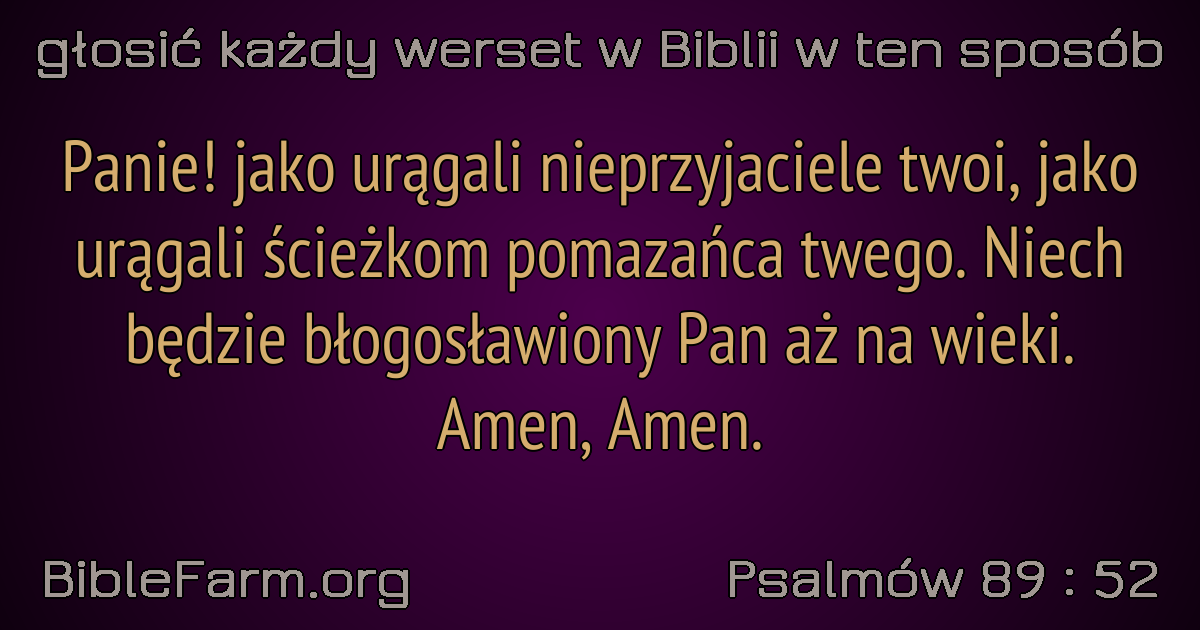 głosić każdy werset w Biblii w ten sposób
Panie! jako urągali nieprzyjaciele twoi, jako
urągali ścieżkom pomazańca twego. Niech
będzie błogosławiony Pan aż na wieki.
Amen, Amen.
BibleFarm.org
Psalmów 89 : 52